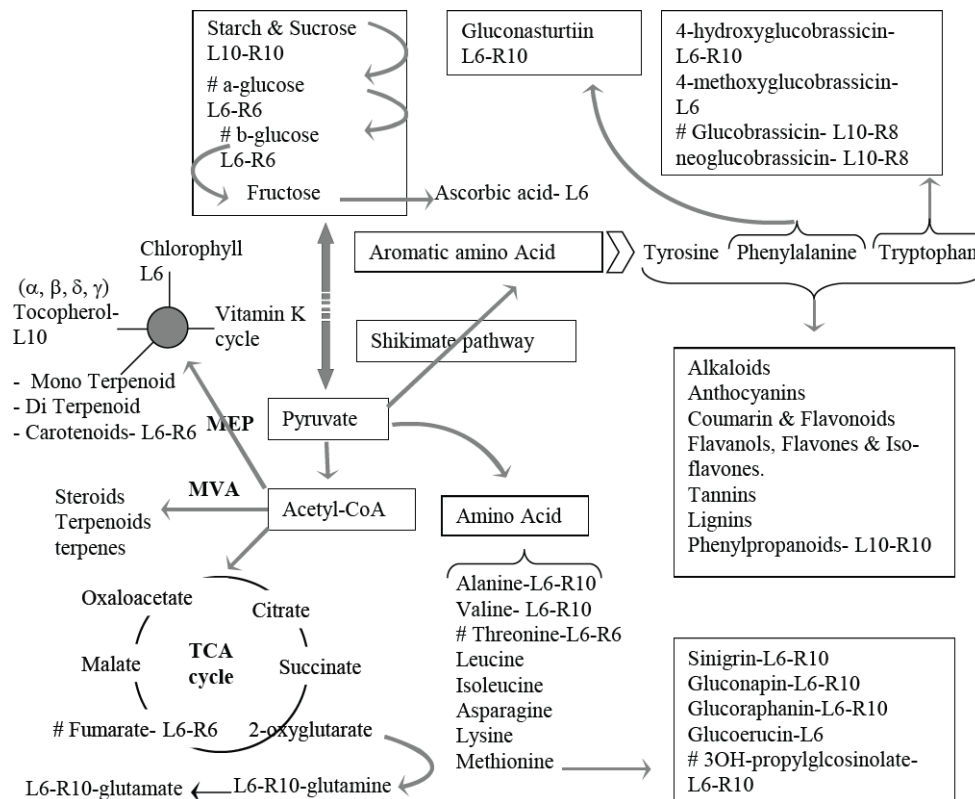 Starch & Sucrose
L10-R10
# a-glucose
L6-R6
# b-glucose
L6-R6
Fructose
Ascorbic acid- L6
Gluconasturtiin
L6-R10
4-hydroxyglucobrassicin-
L6-R10
4-methoxyglucobrassicin-
L6
# Glucobrassicin- L10-R8
neoglucobrassicin- L10-R8
Aromatic amino Acid
Tyrosine
Phenylalanine
Tryptophan
Chlorophyll
L6
(α, β, δ, γ)
Tocopherol-
L10
Vitamin K
cycle
- Mono Terpenoid
- Di Terpenoid
- Carotenoids- L6-R6
MEP
Shikimate pathway
Pyruvate
MVA
Acetyl-CoA
Steroids
Terpenoids
terpenes
Amino Acid
Alkaloids
Anthocyanins
Coumarin & Flavonoids
Flavanols, Flavones & Iso-
flavones.
Tannins
Lignins
Phenylpropanoids- L10-R10
Oxaloacetate
Citrate
Malate
TCA
cycle
Succinate
# Fumarate- L6-R6
2-oxyglutarate
L6-R10-glutamate
L6-R10-glutamine
Alanine-L6-R10
Valine- L6-R10
# Threonine-L6-R6
Leucine
Isoleucine
Asparagine
Lysine
Methionine
Sinigrin-L6-R10
Gluconapin-L6-R10
Glucoraphanin-L6-R10
Glucoerucin-L6
# 3OH-propylglcosinolate-
L6-R10